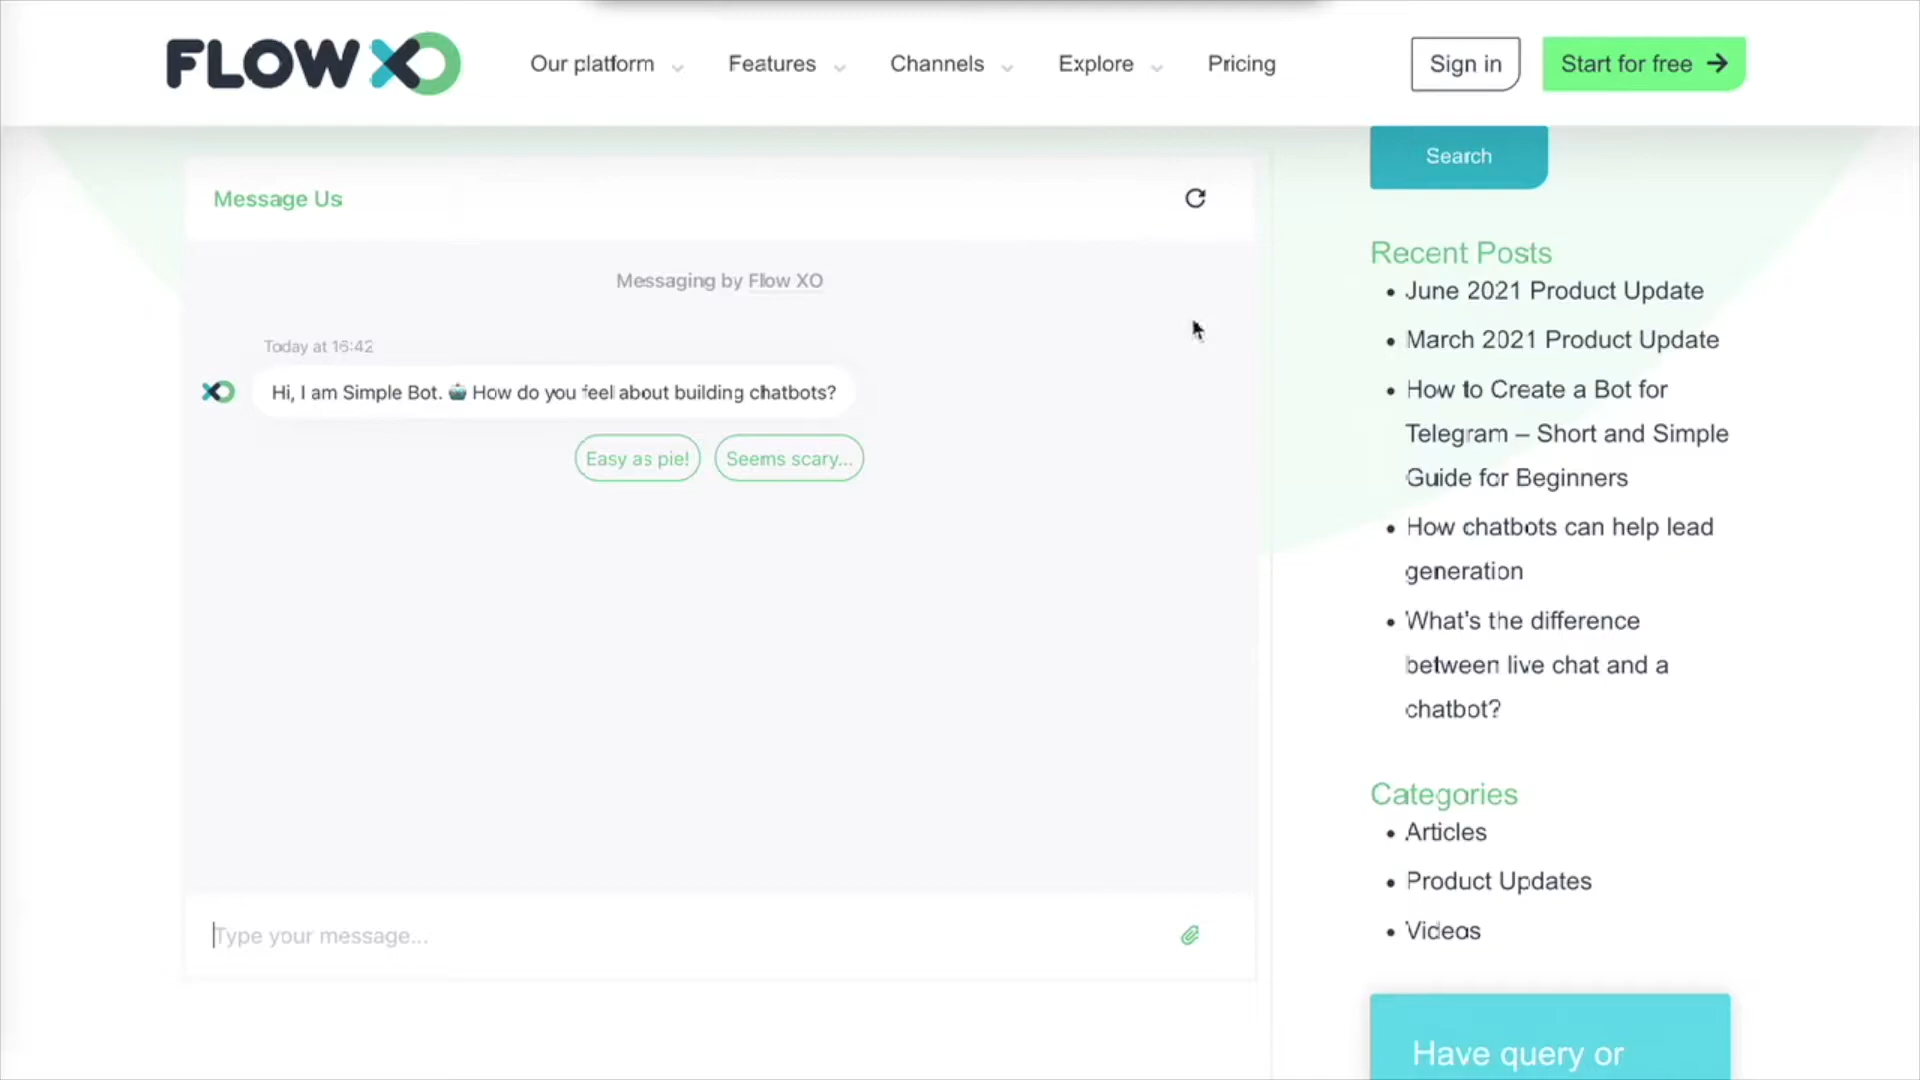 FLOW XO
Our platform
Features
Channels
Explore
Pricing
Sign in
Start for free
Message Us
Messaging by Flow XO
Today at 16:42
Hi, I am Simple Bot. 🤖 How do you feel about building chatbots?
Easy as pie!
Seems scary...
Type your message...
Search
Recent Posts
June 2021 Product Update
March 2021 Product Update
How to Create a Bot for
Telegram – Short and Simple
Guide for Beginners
How chatbots can help lead
generation
What's the difference
between live chat and a
chatbot?
Categories
Articles
Product Updates
Videos
Have query or